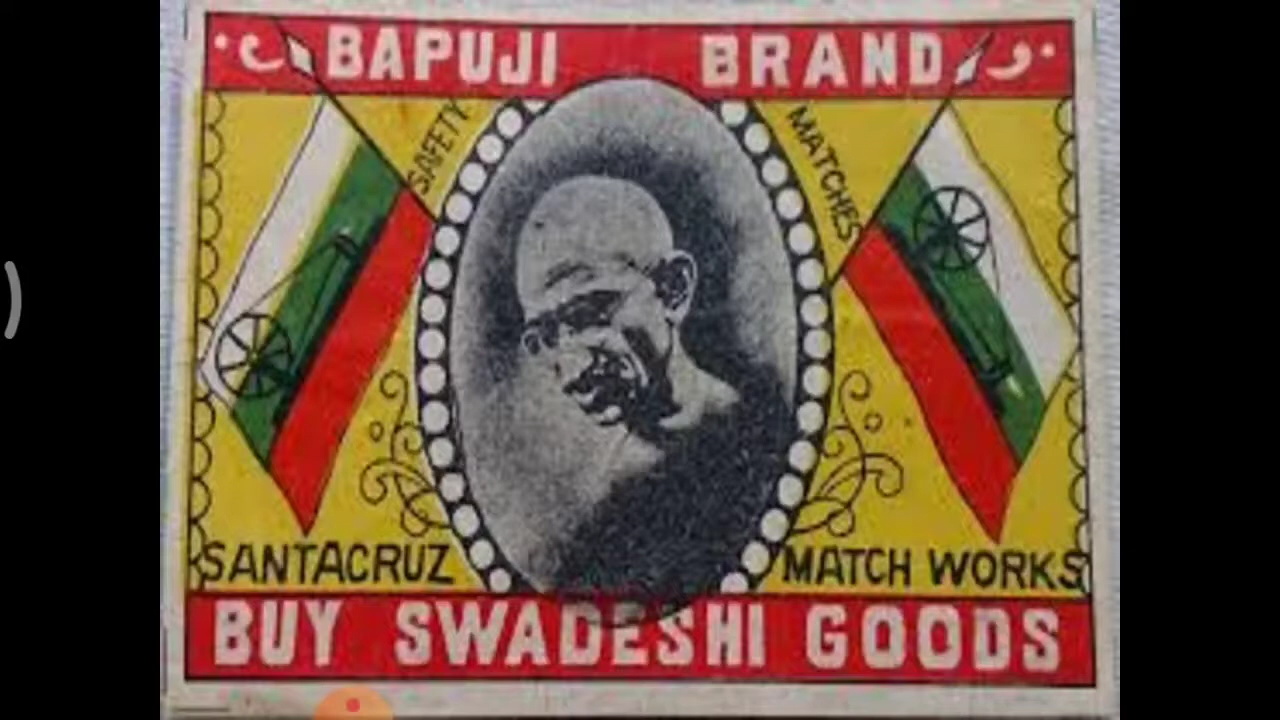 BAPUJI BRAND
SAFETY MATCHES
SANTACRUZ MATCH WORKS
BUY SWADESHI GOODS